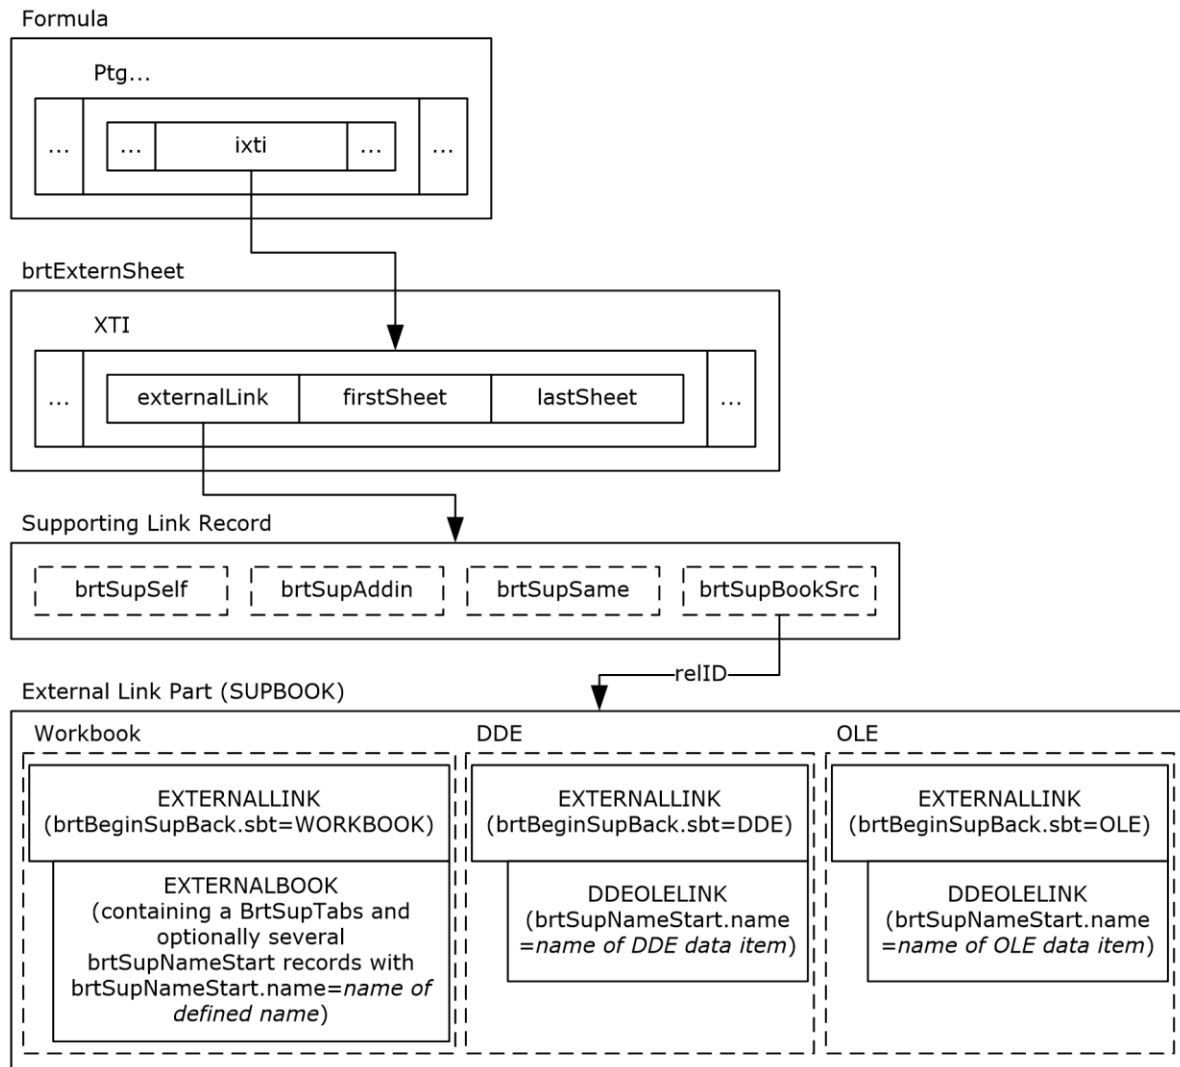 Formula
Ptg...
...
...
ixti
...
...
brtExternSheet
XTI
...
externalLink
firstSheet
lastSheet
...
Supporting Link Record
brtSupSelf
brtSupAddin
brtSupSame
brtSupBookSrc
relID
External Link Part (SUPBOOK)
Workbook
EXTERNALLINK
(brtBeginSupBack.sbt=WORKBOOK)
EXTERNALBOOK
(containing a BrtSupTabs and
optionally several
brtSupNameStart records with
brtSupNameStart.name=name of
defined name)
DDE
EXTERNALLINK
(brtBeginSupBack.sbt=DDE)
DDEOLELINK
(brtSupNameStart.name
=name of DDE data item)
OLE
EXTERNALLINK
(brtBeginSupBack.sbt=OLE)
DDEOLELINK
(brtSupNameStart.name
=name of OLE data item)